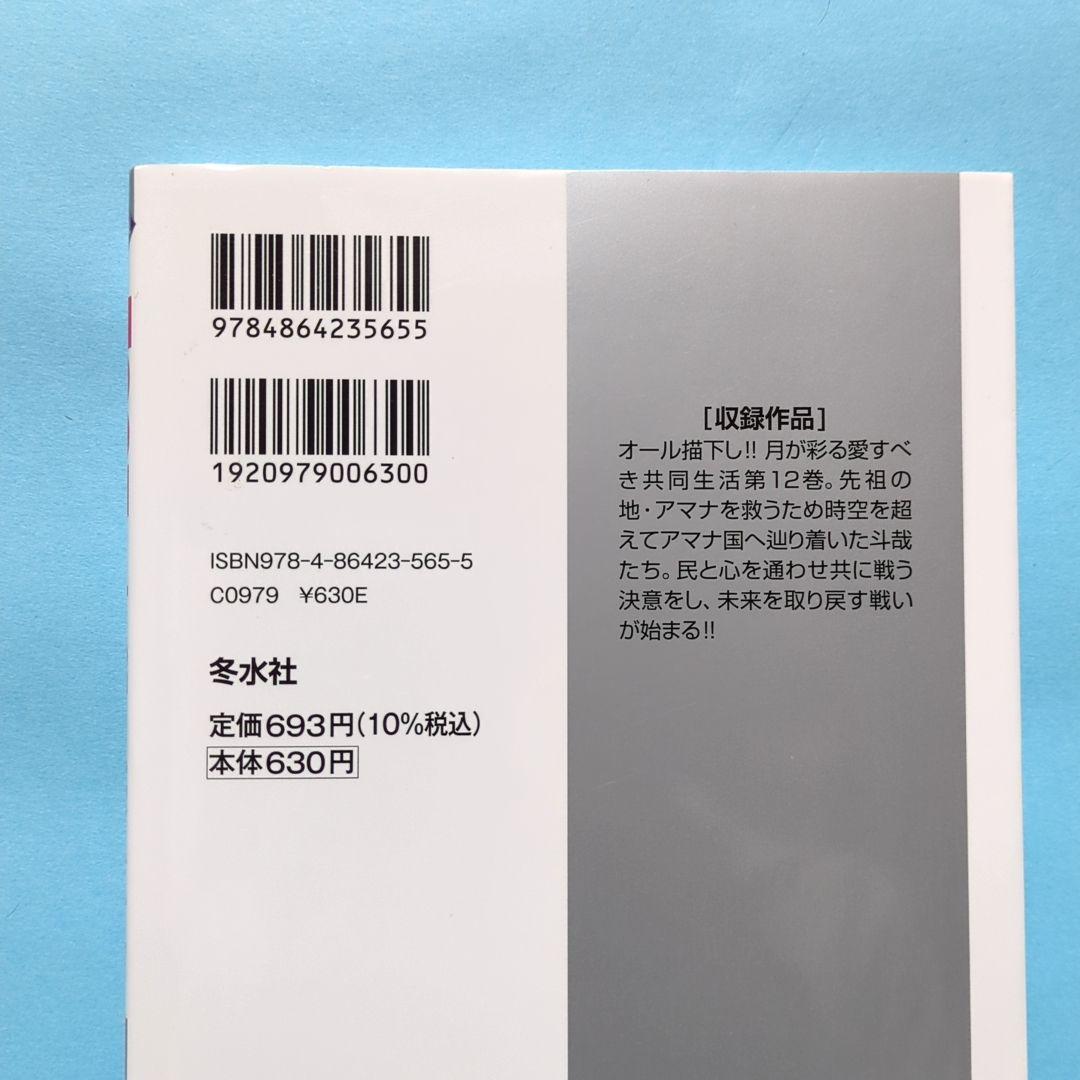 9784864235655
1920979006300
ISBN978-4-86423-565-5
C0979 ¥630E
冬水社
定価693円(10%税込)
本体630円
[収録作品]
オール描下し!! 月が彩る愛すべ
き共同生活第12巻。先祖の
地・アマナを救うため時空を超
えてアマナ国へ辿り着いた斗哉
たち。民と心を通わせ共に戦う
決意をし、未来を取り戻す戦い
が始まる!!